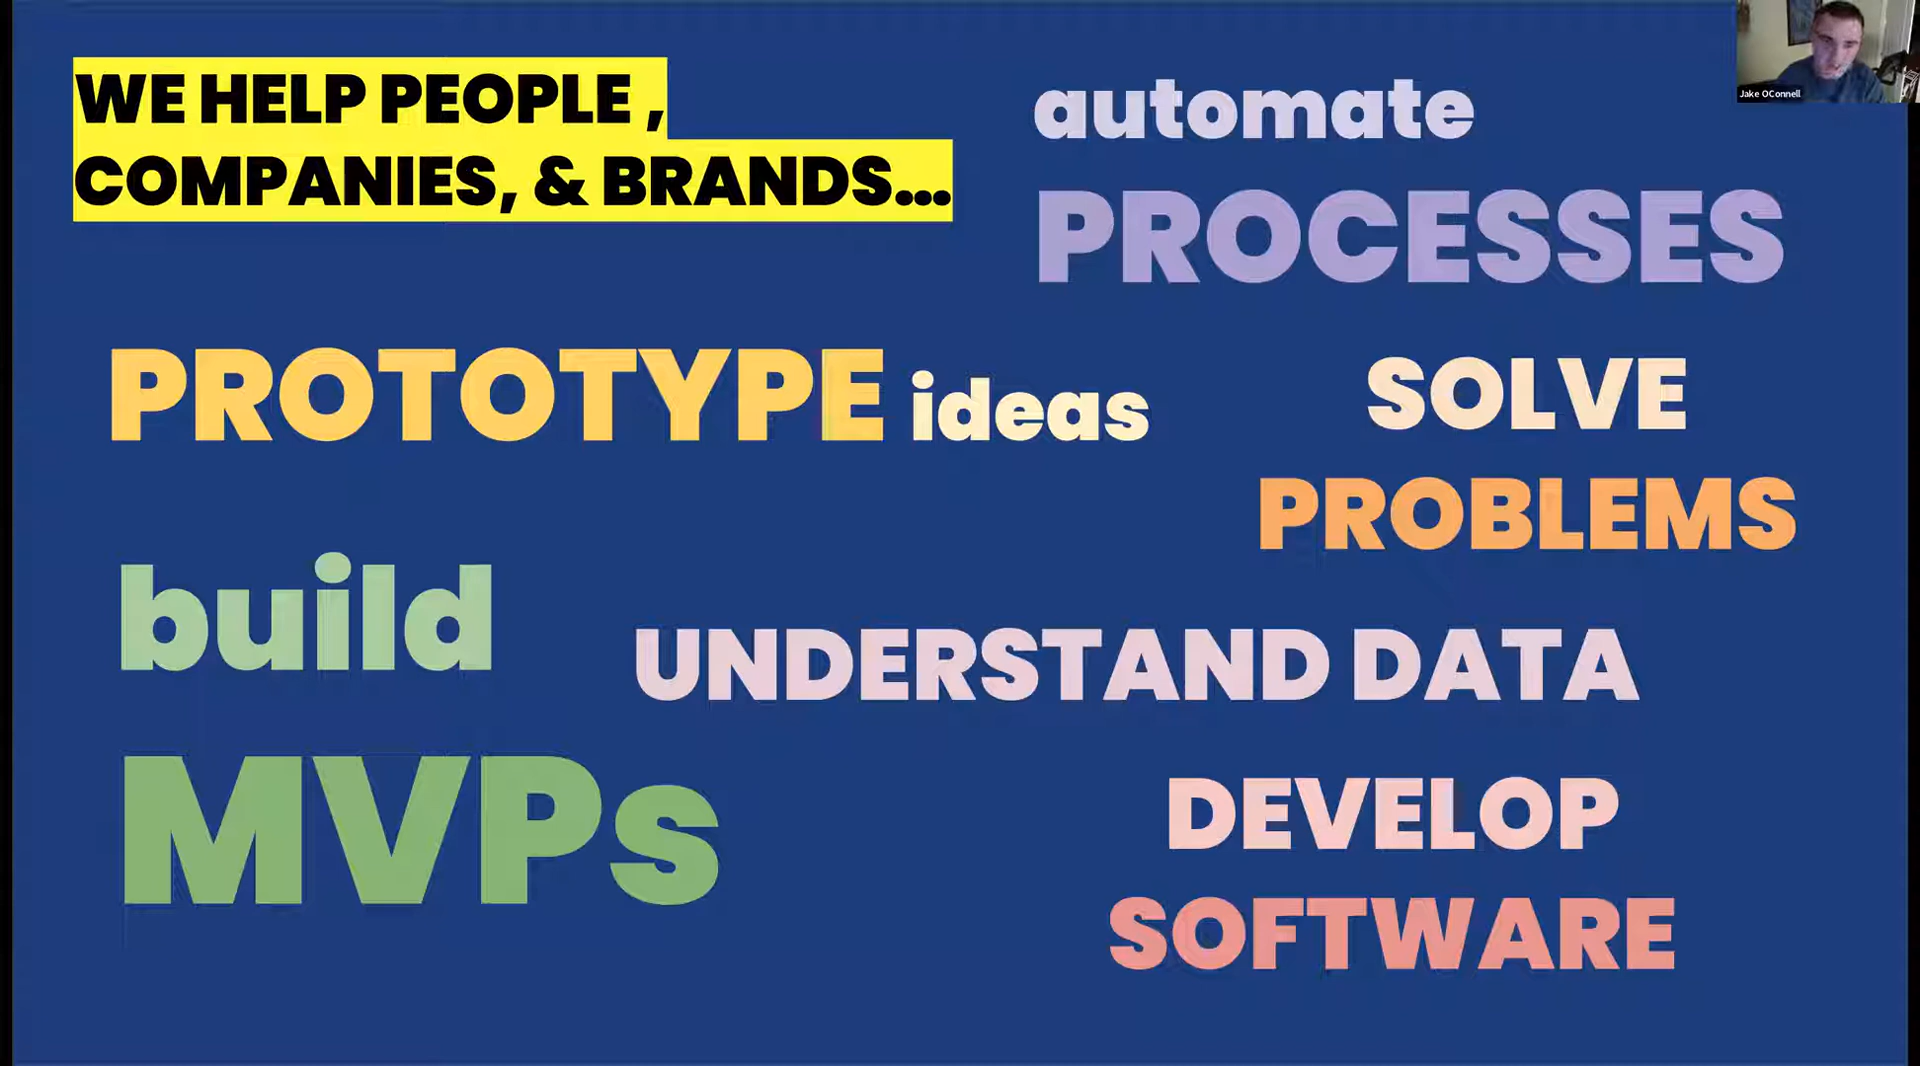 WE HELP PEOPLE ,
COMPANIES, & BRANDS...
automate
PROCESSES
PROTOTYPE ideas
SOLVE
PROBLEMS
build
MVPs
UNDERSTAND DATA
DEVELOP
SOFTWARE
Jake OConnell